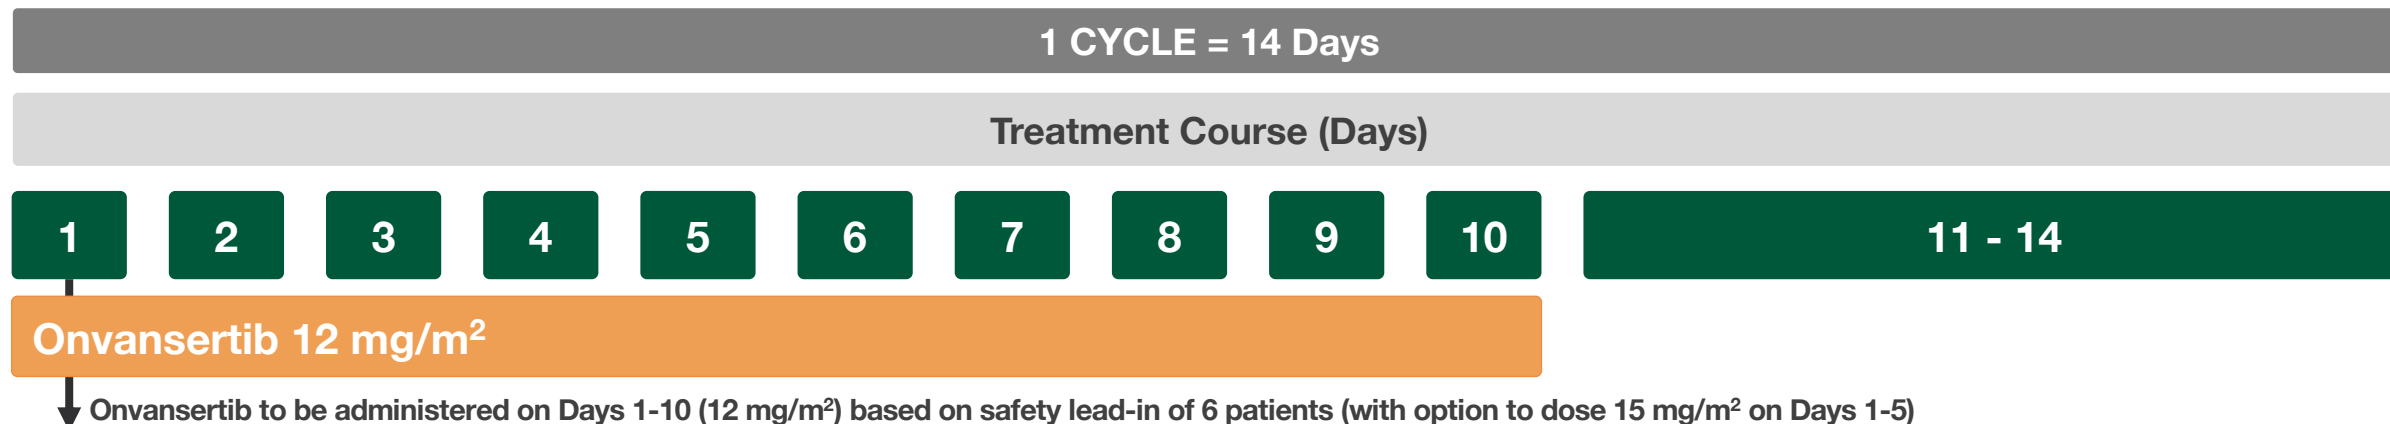 1 CYCLE = 14 Days
Treatment Course (Days)
1 2 3 4 5 6 7 8 9 10 11 - 14
Onvansertib 12 mg/m²
Onvansertib to be administered on Days 1-10 (12 mg/m²) based on safety lead-in of 6 patients (with option to dose 15 mg/m² on Days 1-5)